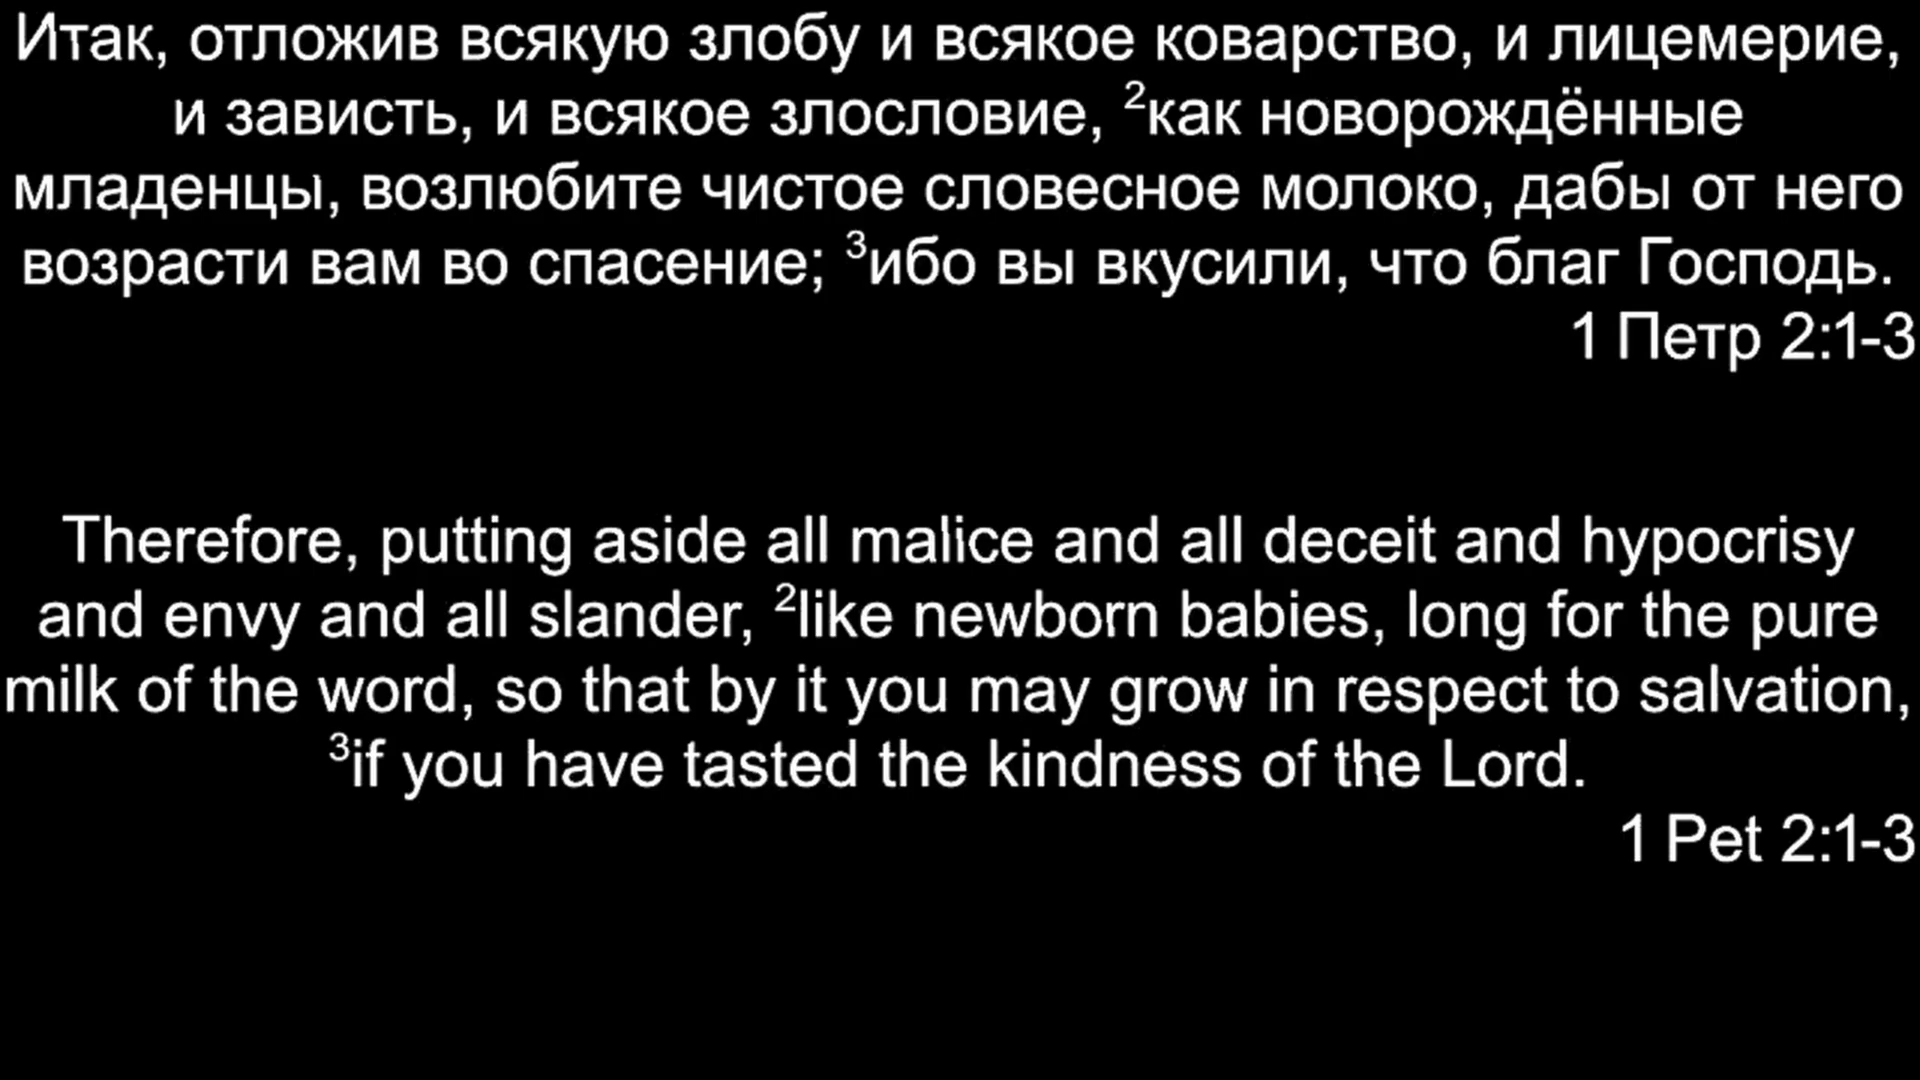 Итак, отложив всякую злобу и всякое коварство, и лицемерие,
и зависть, и всякое злословие, ²как новорождённые
младенцы, возлюбите чистое словесное молоко, дабы от него
возрасти вам во спасение; ³ибо вы вкусили, что благ Господь.
1 Петр 2:1-3
Therefore, putting aside all malice and all deceit and hypocrisy
and envy and all slander, ²like newborn babies, long for the pure
milk of the word, so that by it you may grow in respect to salvation,
³if you have tasted the kindness of the Lord.
1 Pet 2:1-3